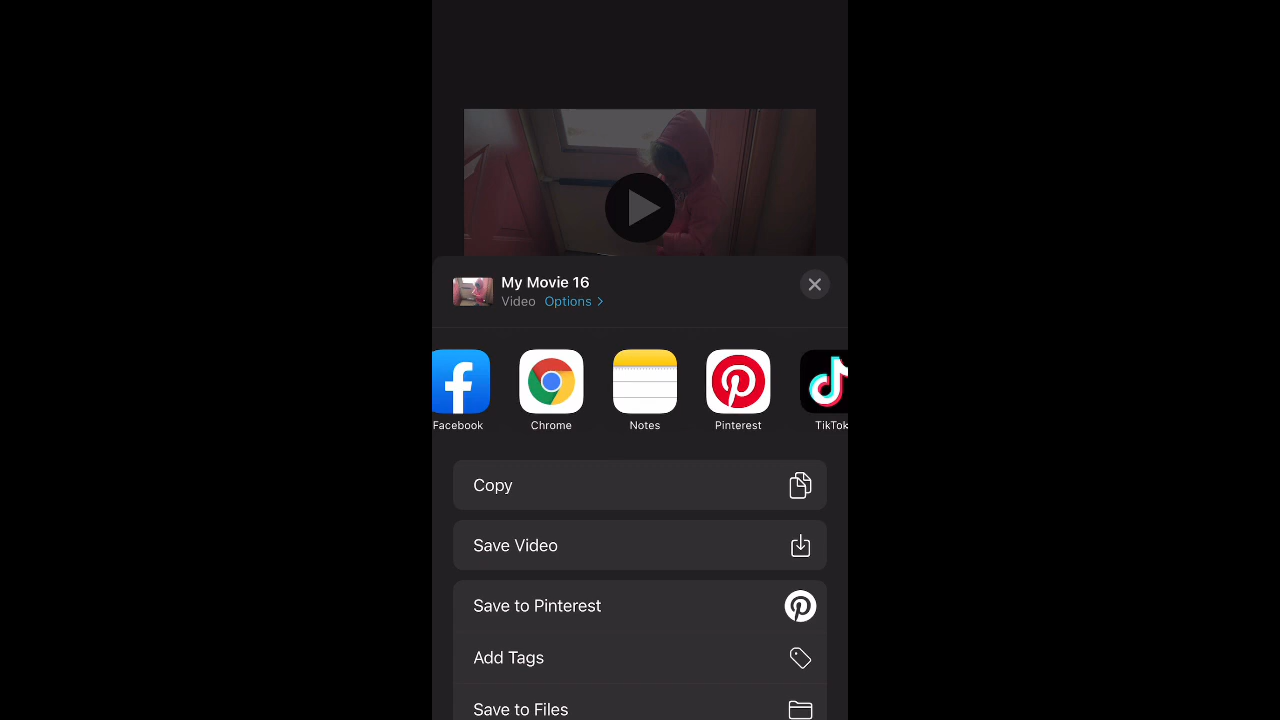 My Movie 16
Video Options >
Facebook Chrome Notes Pinterest TikTok
Copy
Save Video
Save to Pinterest
Add Tags
Save to Files